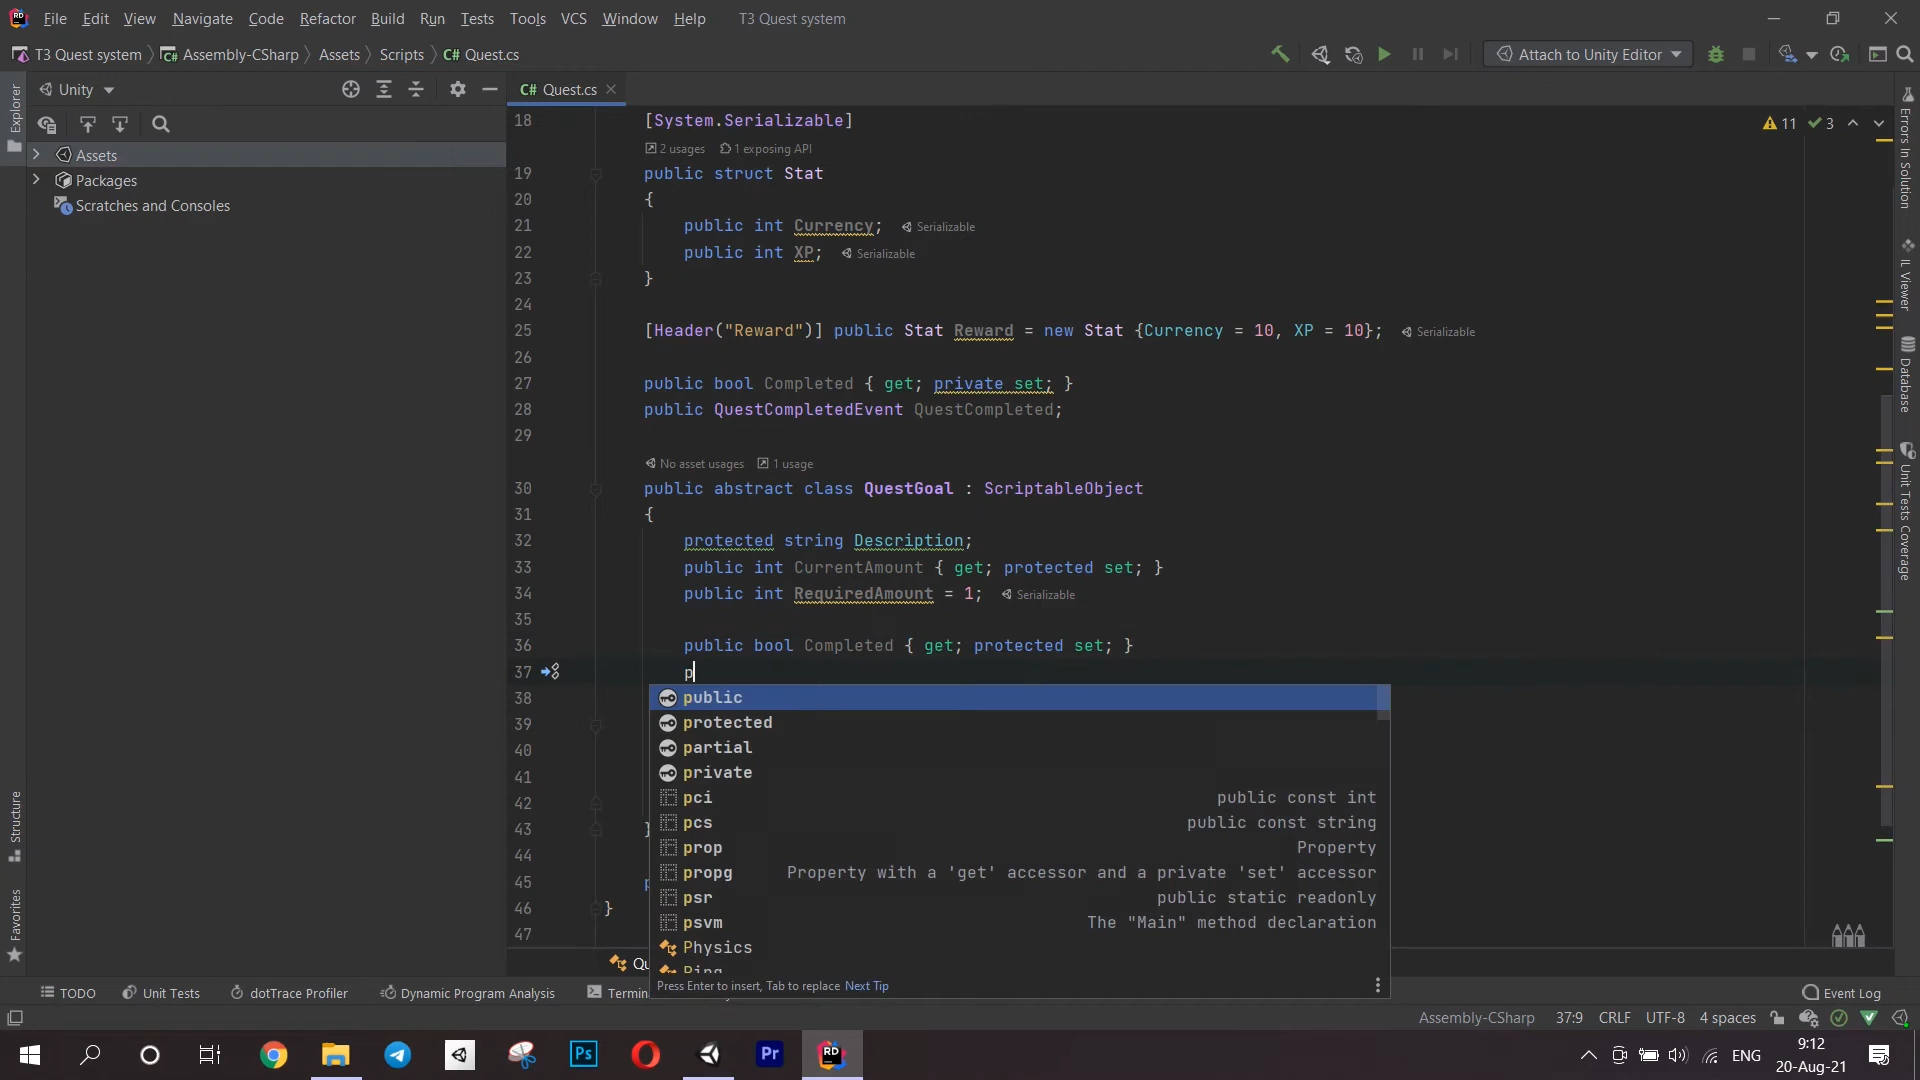 File Edit View Navigate Code Refactor Build Run Tests Tools VCS Window Help T3 Quest system
T3 Quest system Assembly-CSharp Assets Scripts C# Quest.cs Attach to Unity Editor
Unity C# Quest.cs
Explorer
Assets
Packages
Scratches and Consoles
Structure
Favorites
18 [System.Serializable]
11 3
2 usages 1 exposing API
19 public struct Stat
20 {
21 public int Currency; Serializable
22 public int XP; Serializable
23 }
24
25 [Header("Reward")] public Stat Reward = new Stat {Currency = 10, XP = 10}; Serializable
26
27 public bool Completed { get; private set; }
28 public QuestCompletedEvent QuestCompleted;
29
No asset usages 1 usage
30 public abstract class QuestGoal : ScriptableObject
31 {
32 protected string Description;
33 public int CurrentAmount { get; protected set; }
34 public int RequiredAmount = 1; Serializable
35
36 public bool Completed { get; protected set; }
37 p
38 public
39 protected
40 partial
41 private
42 pci public const int
43 } pcs public const string
44 prop Property
45 p propg Property with a 'get' accessor and a private 'set' accessor
46 } psr public static readonly
47 psvm The "Main" method declaration
Physics
Ping
Press Enter to insert, Tab to replace Next Tip
Errors In Solution
IL Viewer
Database
Unit Tests Coverage
TODO Unit Tests dotTrace Profiler Dynamic Program Analysis Event Log
Assembly-CSharp 37:9 CRLF UTF-8 4 spaces
Ps Pr RD ENG 9:12
20-Aug-21